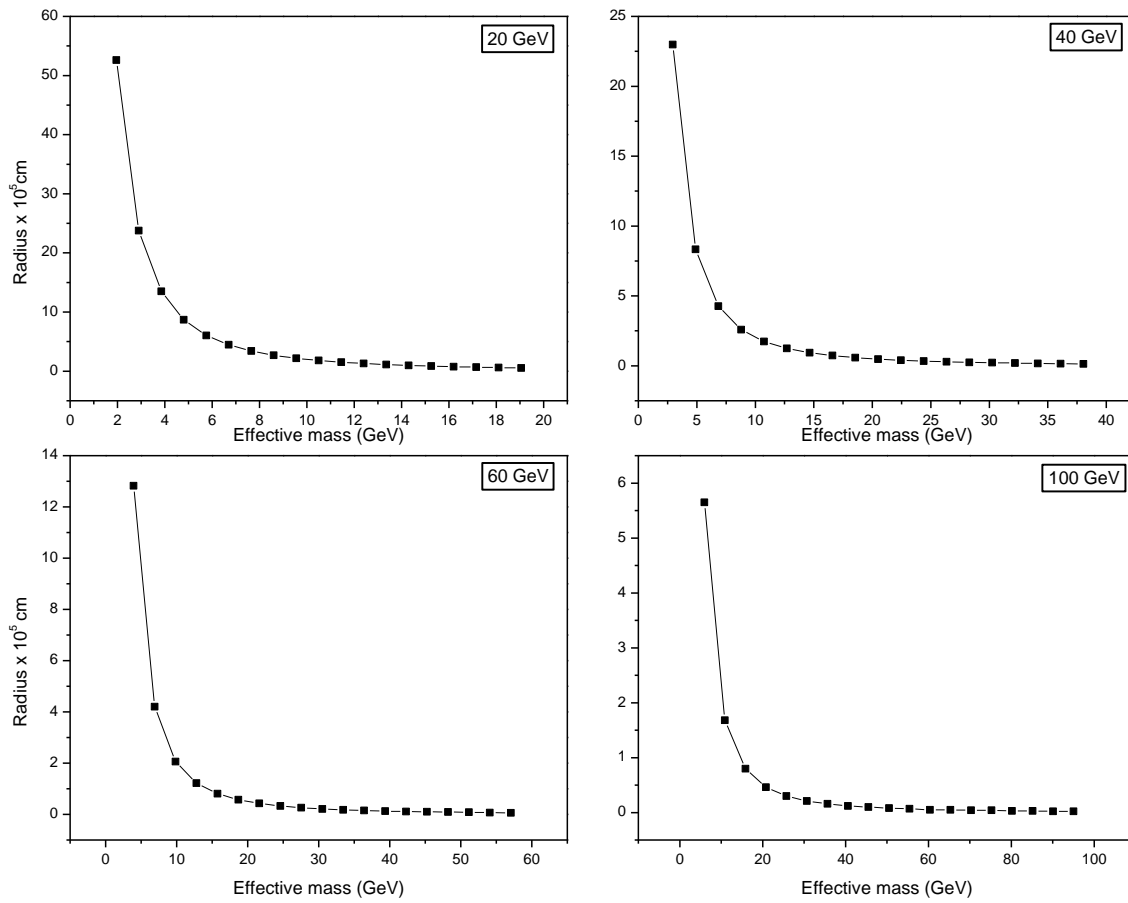 20 GeV
60
50
40
30
20
10
0
Radius x 10⁵cm
0 2 4 6 8 10 12 14 16 18 20
Effective mass (GeV)
40 GeV
25
20
15
10
5
0
0 5 10 15 20 25 30 35 40
Effective mass (GeV)
60 GeV
14
12
10
8
6
4
2
0
Radius x 10⁵ cm
0 10 20 30 40 50 60
Effective mass (GeV)
100 GeV
6
5
4
3
2
1
0
0 20 40 60 80 100
Effective mass (GeV)